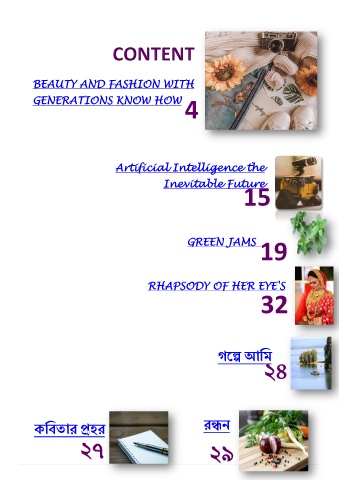 CONTENT
BEAUTY AND FASHION WITH
GENERATIONS KNOW HOW
4
Artificial Intelligence the
Inevitable Future
15
GREEN JAMS
19
RHAPSODY OF HER EYE'S
32
গল্পে আমি
২৪
কবিতার প্রহর
২৭
রন্ধন
২৯